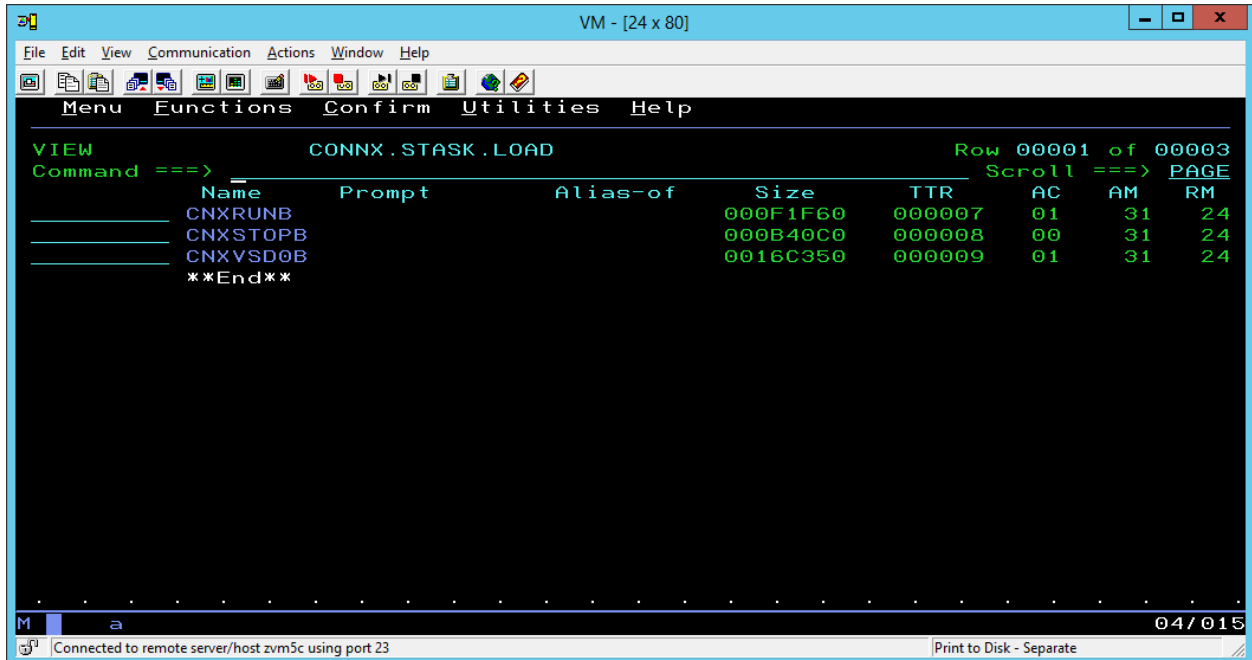 VM - [24 x 80]
File Edit View Communication Actions Window Help
Menu Functions Confirm Utilities Help
VIEW CONNX.STASK.LOAD Row 00001 of 00003
Command ===> Scroll ===> PAGE
Name Prompt Alias-of Size TTR AC AM RM
CNXRUNB 000F1F60 000007 01 31 24
CNXSTOPB 000B40C0 000008 00 31 24
CNXVSD0B 0016C350 000009 01 31 24
**End**
. . . . . . . . . . . . . . . . . . . . . . . . . . .
M a 04/015
Connected to remote server/host zvm5c using port 23 Print to Disk - Separate